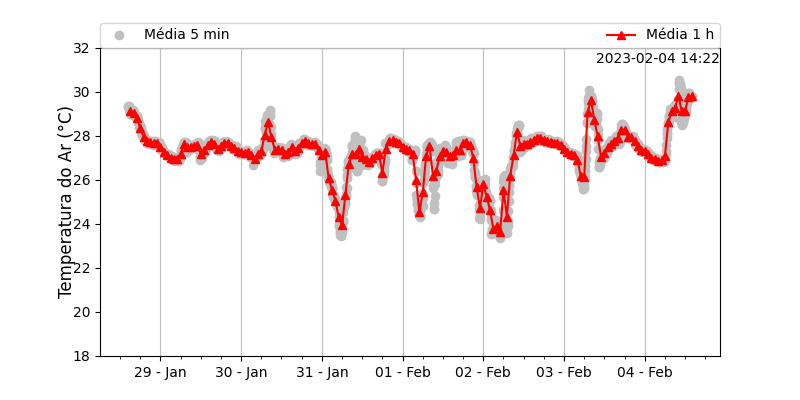 Média 5 min
Média 1 h
2023-02-04 14:22
Temperatura do Ar (°C)
32
30
28
26
24
22
20
18
29 - Jan
30 - Jan
31 - Jan
01 - Feb
02 - Feb
03 - Feb
04 - Feb